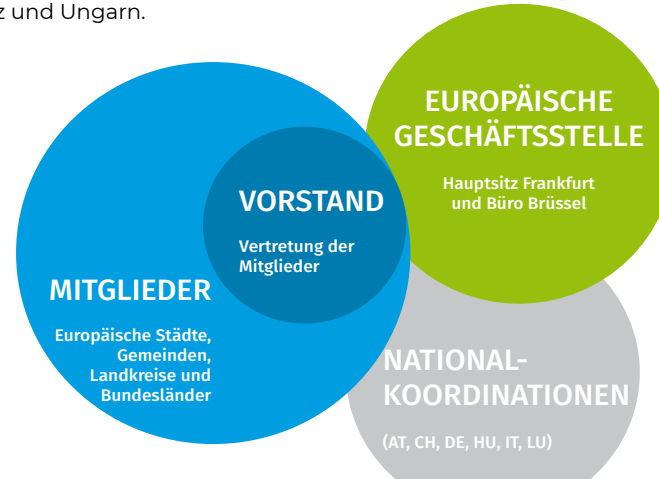 z und Ungarn.
EUROPÄISCHE
GESCHÄFTSSTELLE
Hauptsitz Frankfurt
und Büro Brüssel
VORSTAND
Vertretung der
Mitglieder
MITGLIEDER
Europäische Städte,
Gemeinden,
Landkreise und
Bundesländer
NATIONAL-
KOORDINATIONEN
(AT, CH, DE, HU, IT, LU)